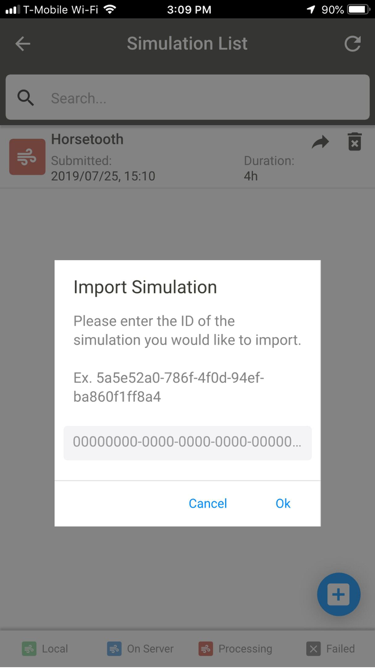 T-Mobile Wi-Fi 3:09 PM 90%
Simulation List
Search...
Horsetooth
Submitted: Duration:
2019/07/25, 15:10 4h
Import Simulation
Please enter the ID of the
simulation you would like to import.
Ex. 5a5e52a0-786f-4f0d-94ef-
ba860f1ff8a4
00000000-0000-0000-0000-00000...
Cancel Ok
Local On Server Processing Failed